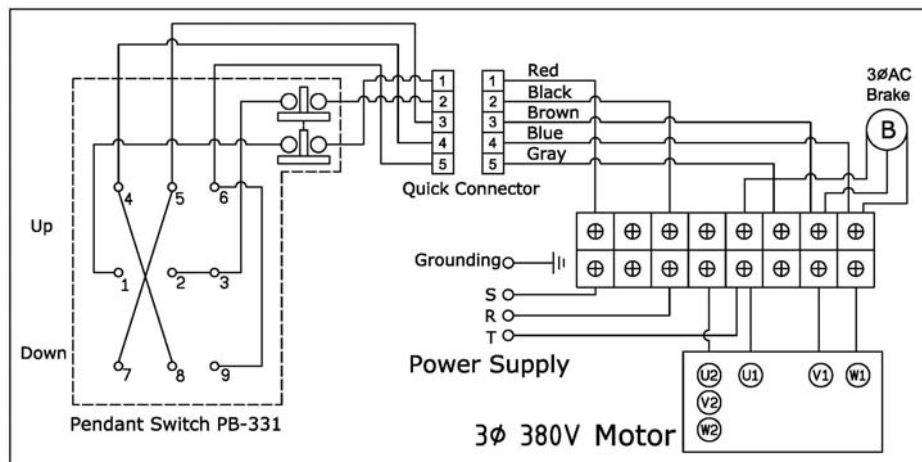 1
2
3
4
5
Quick Connector
1
2
3
4
5
Red
Black
Brown
Blue
Gray
3ØAC
Brake
B
Up
Down
4
5
6
1
2
3
7
8
9
Pendant Switch PB-331
Grounding
S
R
T
Power Supply
U2
U1
V1
W1
V2
W2
3Ø 380V Motor